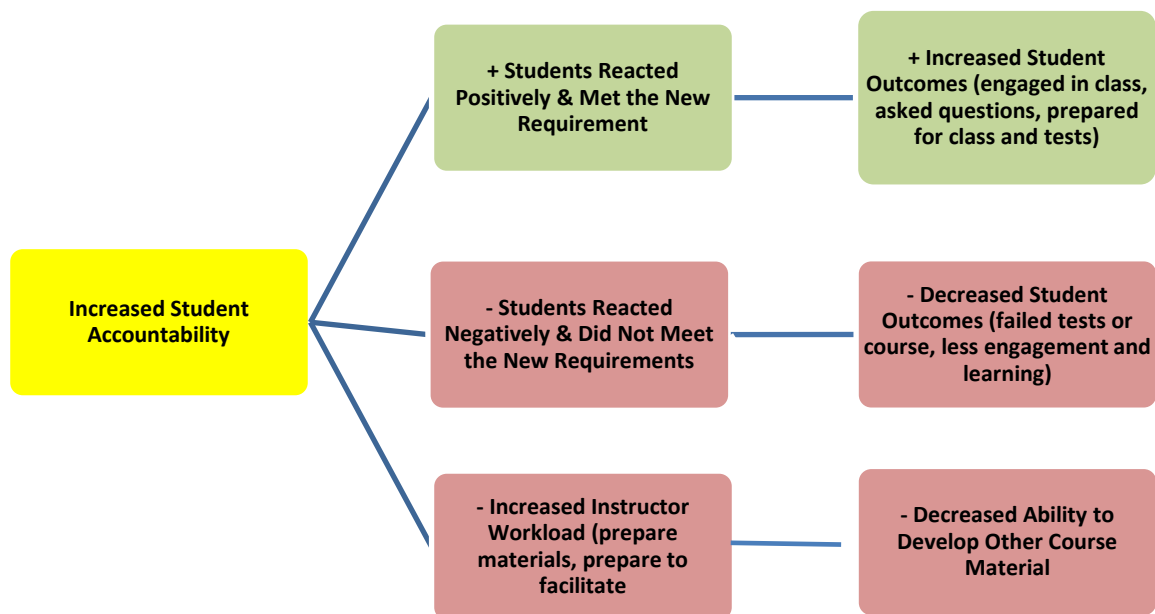 + Students Reacted
Positively & Met the New
Requirement
+ Increased Student
Outcomes (engaged in class,
asked questions, prepared
for class and tests)
Increased Student
Accountability
- Students Reacted
Negatively & Did Not Meet
the New Requirements
- Decreased Student
Outcomes (failed tests or
course, less engagement and
learning)
- Increased Instructor
Workload (prepare
materials, prepare to
facilitate
- Decreased Ability to
Develop Other Course
Material